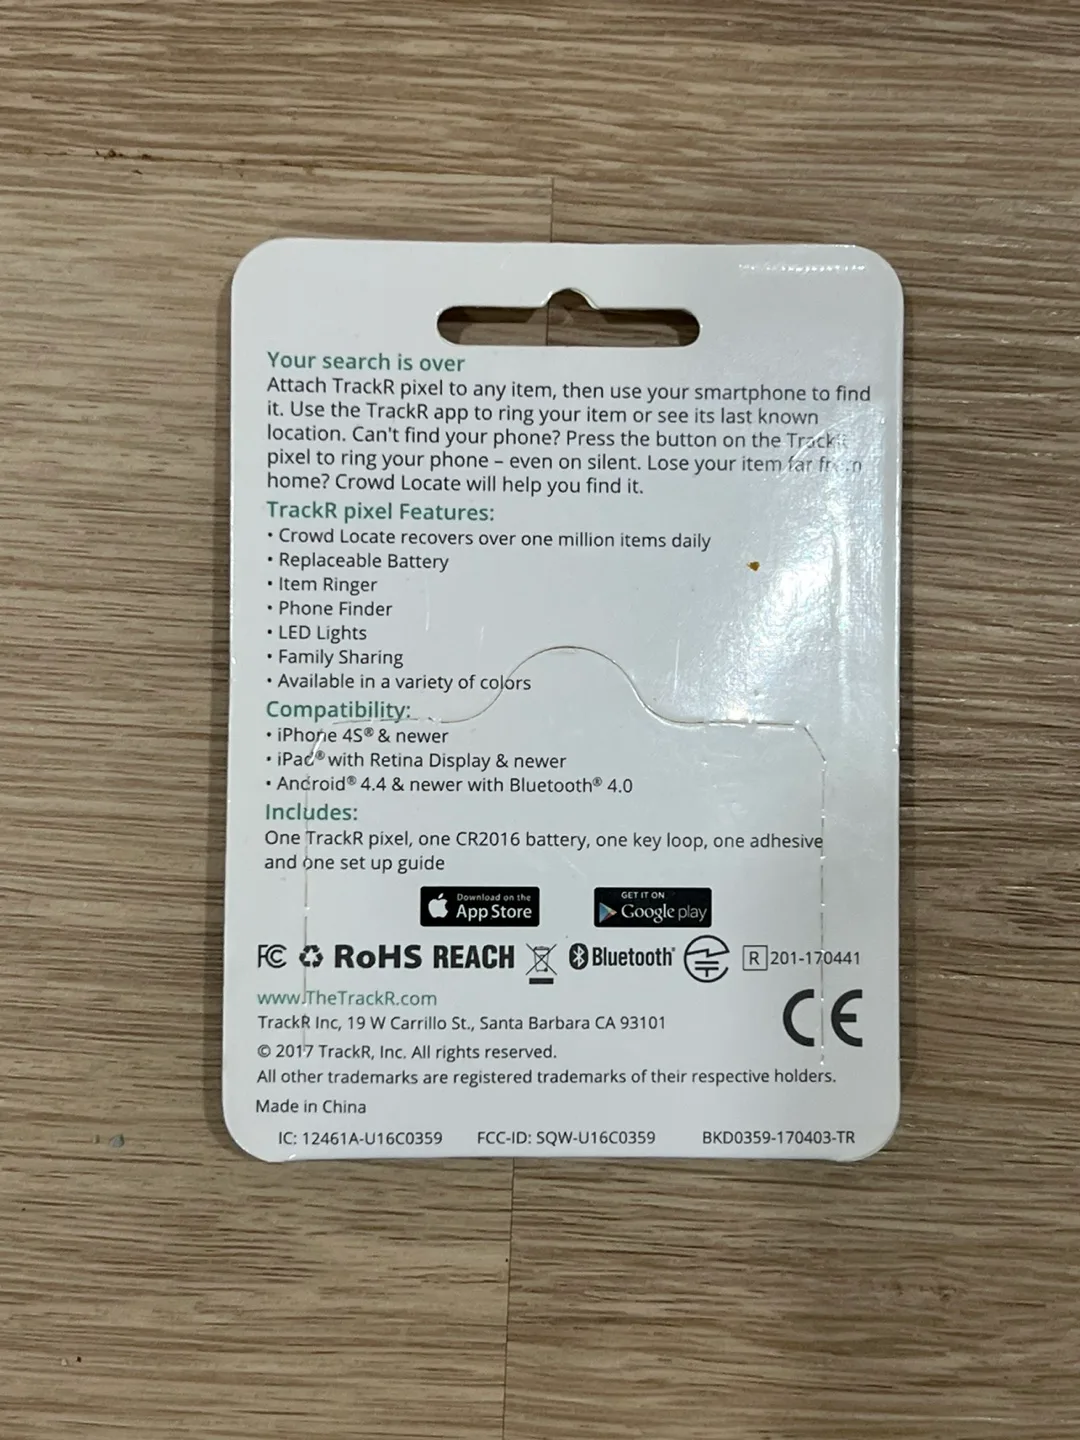 Your search is over
Attach TrackR pixel to any item, then use your smartphone to find
it. Use the TrackR app to ring your item or see its last known
location. Can't find your phone? Press the button on the
pixel to ring your phone – even on silent. Lose your item far
home? Crowd Locate will help you find it.
TrackR pixel Features:
• Crowd Locate recovers over one million items daily
• Replaceable Battery
• Item Ringer
• Phone Finder
• LED Lights
• Family Sharing
• Available in a variety of colors
Compatibility:
• iPhone 4S® & newer
• iPad® with Retina Display & newer
• Android® 4.4 & newer with Bluetooth® 4.0
Includes:
One TrackR pixel, one CR2016 battery, one key loop, one adhesive
and one set up guide
Download on the
App Store
GET IT ON
Google play
FC RoHS REACH Bluetooth® R 201-170441
www.TheTrackR.com
TrackR Inc, 19 W Carrillo St., Santa Barbara CA 93101
CE
© 2017 TrackR, Inc. All rights reserved.
All other trademarks are registered trademarks of their respective holders.
Made in China
IC: 12461A-U16C0359 FCC-ID: SQW-U16C0359 BKD0359-170403-TR